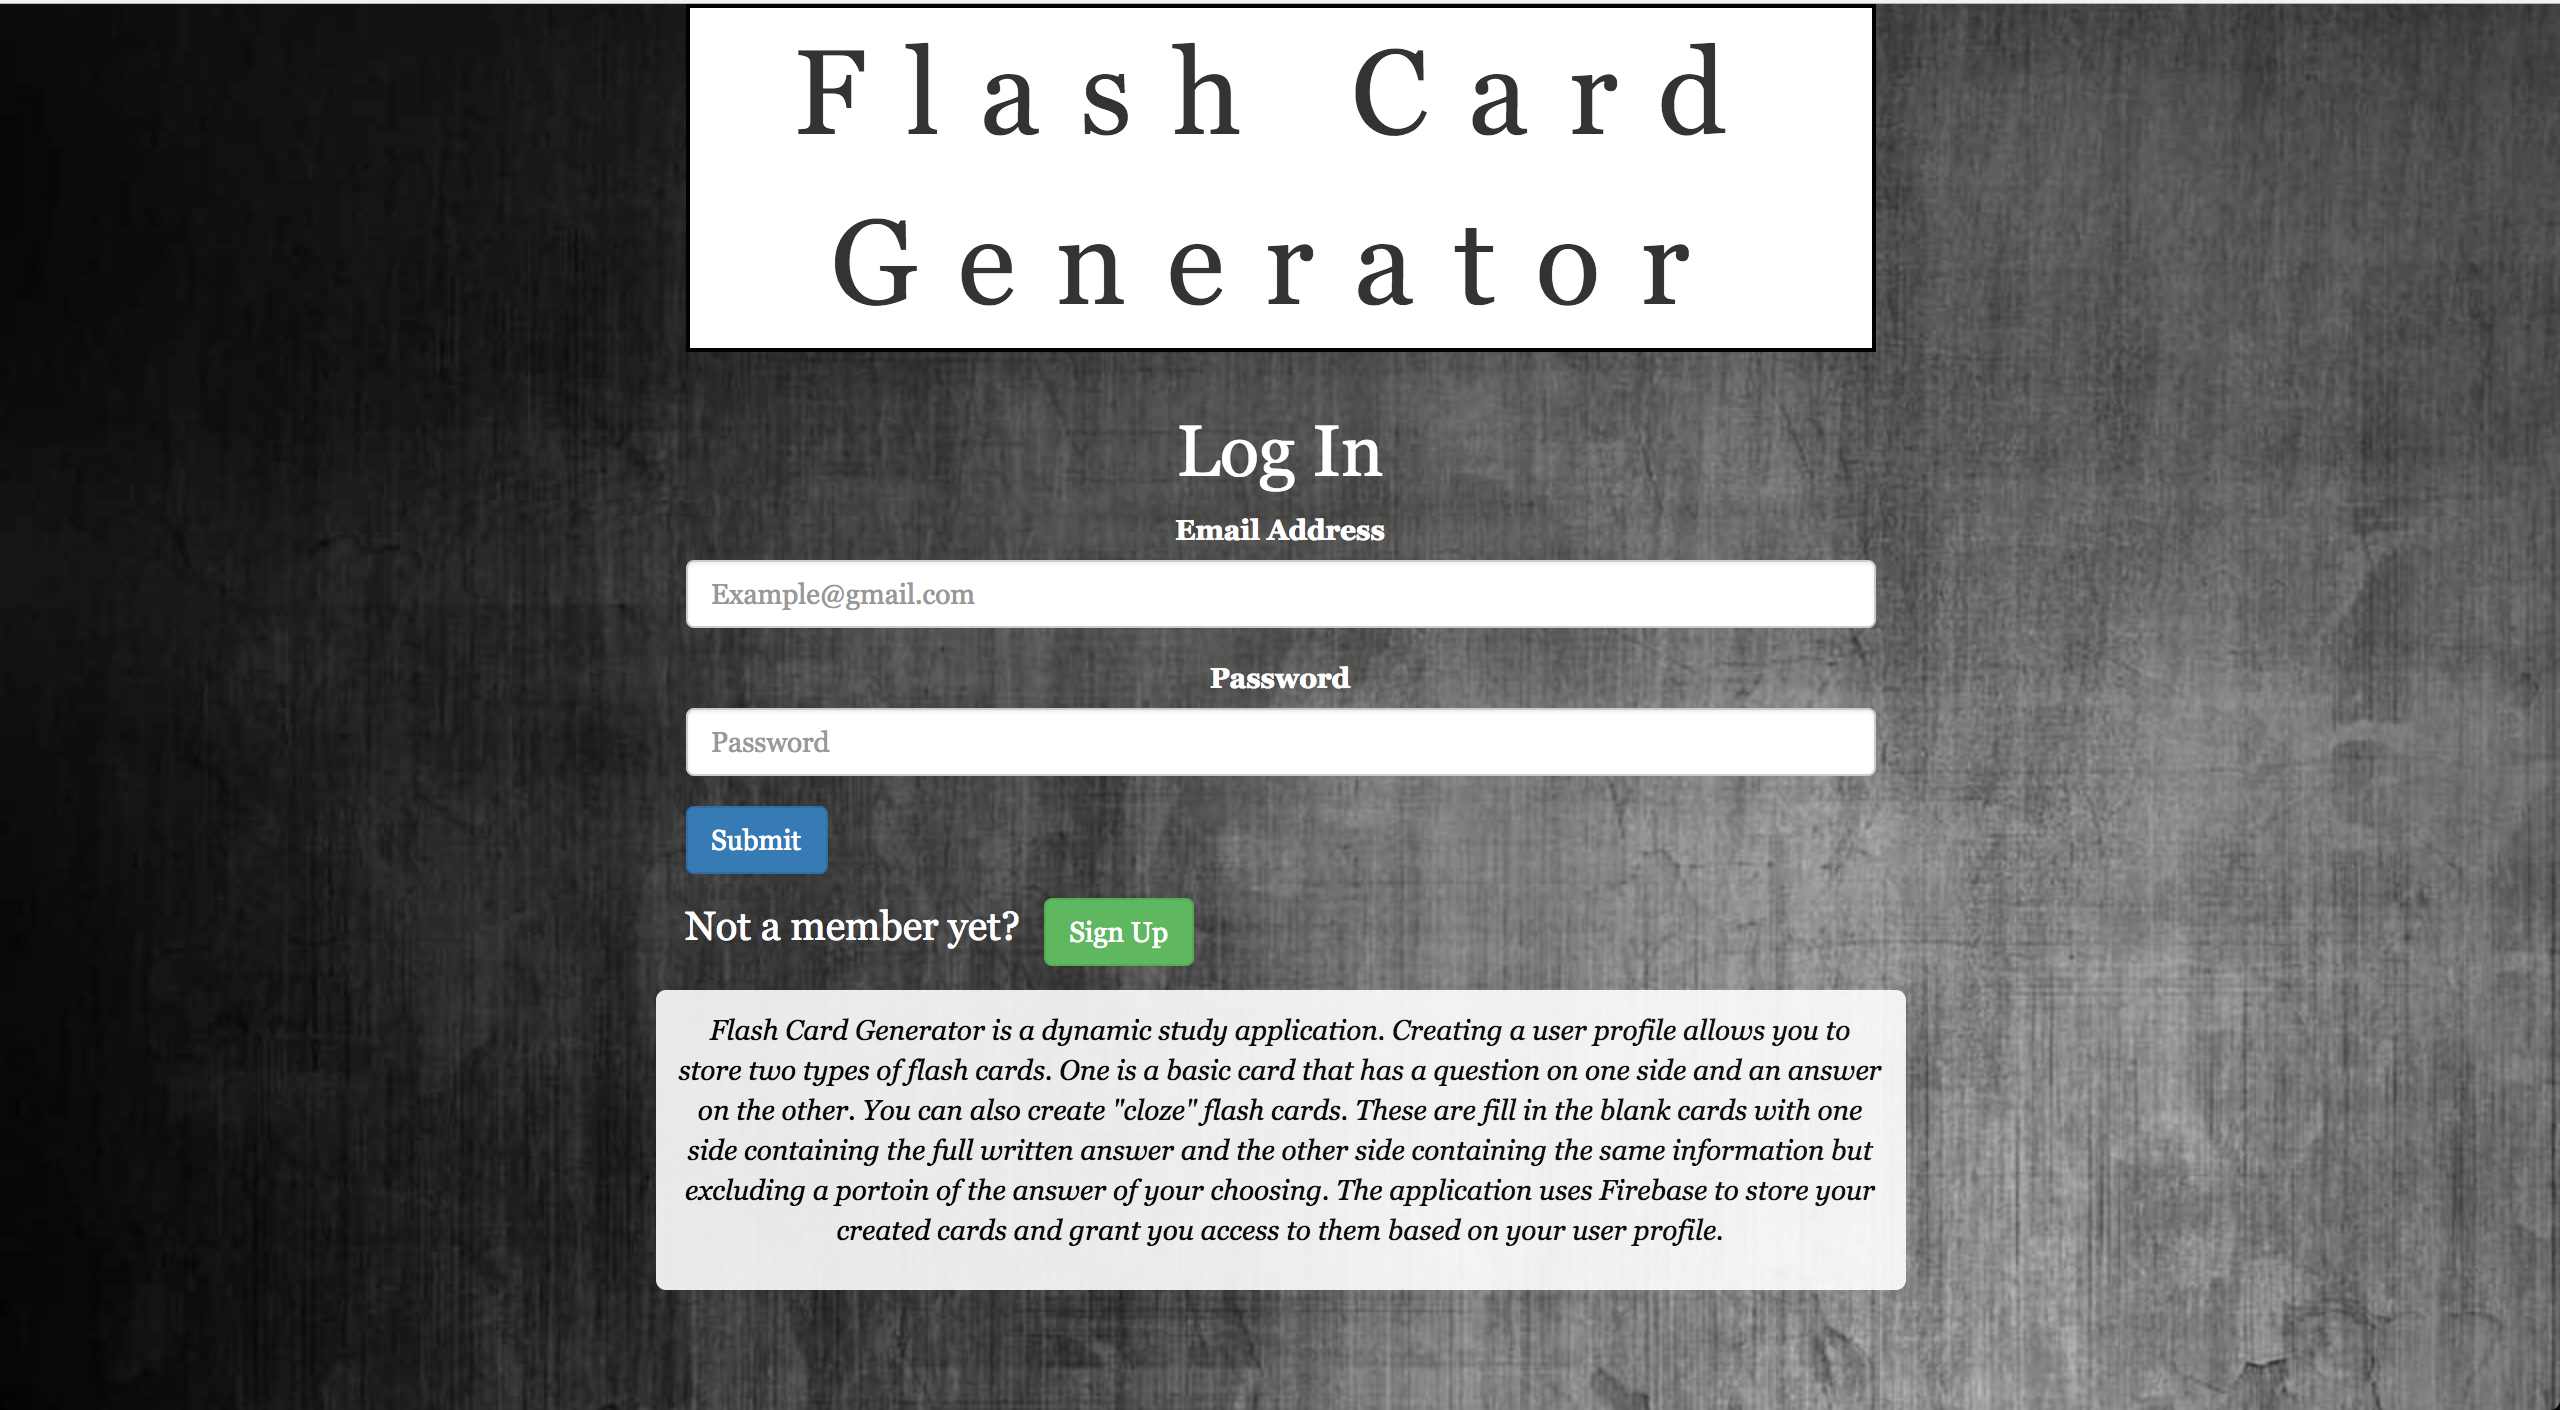 Flash Card
Generator
Log In
Email Address
Example@gmail.com
Password
Password
Submit
Not a member yet? Sign Up
Flash Card Generator is a dynamic study application. Creating a user profile allows you to
store two types of flash cards. One is a basic card that has a question on one side and an answer
on the other. You can also create "cloze" flash cards. These are fill in the blank cards with one
side containing the full written answer and the other side containing the same information but
excluding a portoin of the answer of your choosing. The application uses Firebase to store your
created cards and grant you access to them based on your user profile.